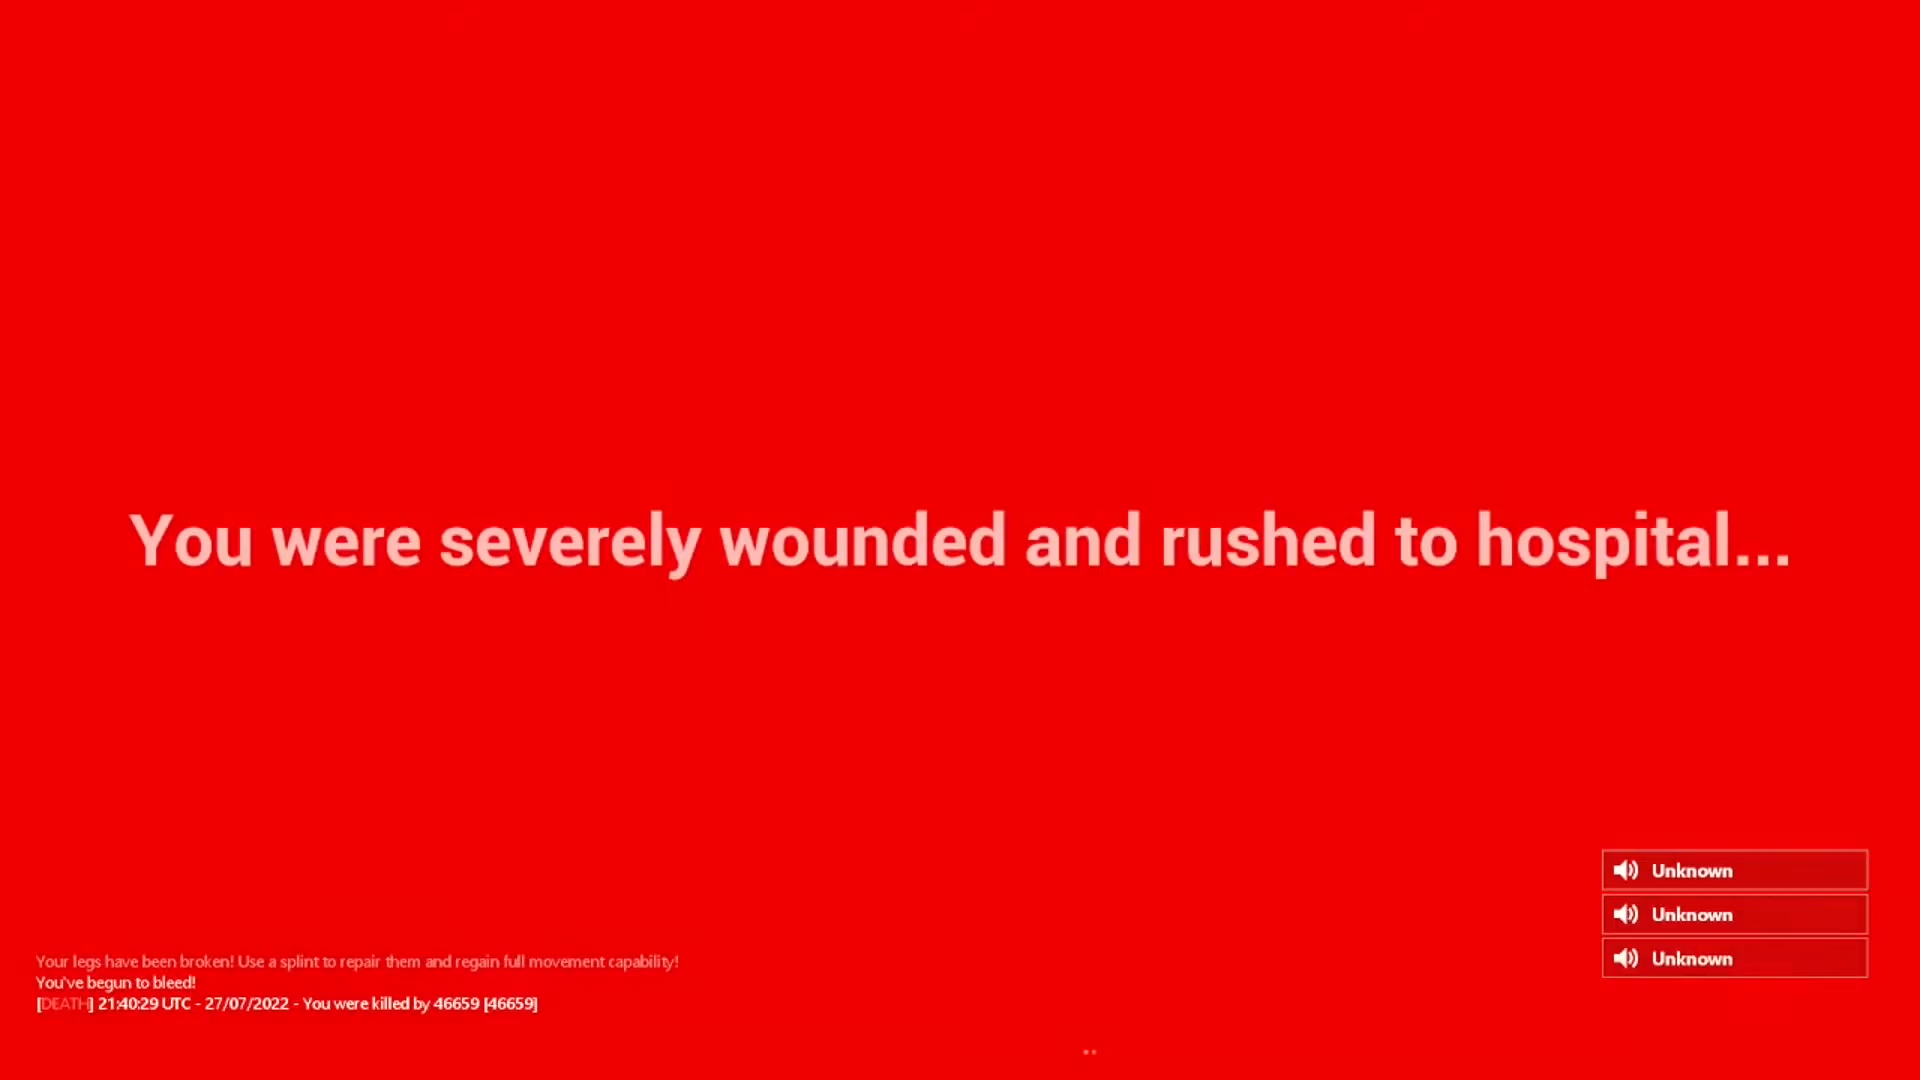 You were severely wounded and rushed to hospital...
Unknown
Unknown
Unknown
Your legs have been broken! Use a splint to repair them and regain full movement capability!
You've begun to bleed!
[DEATH] 21:40:29 UTC - 27/07/2022 - You were killed by 46659 [46659]